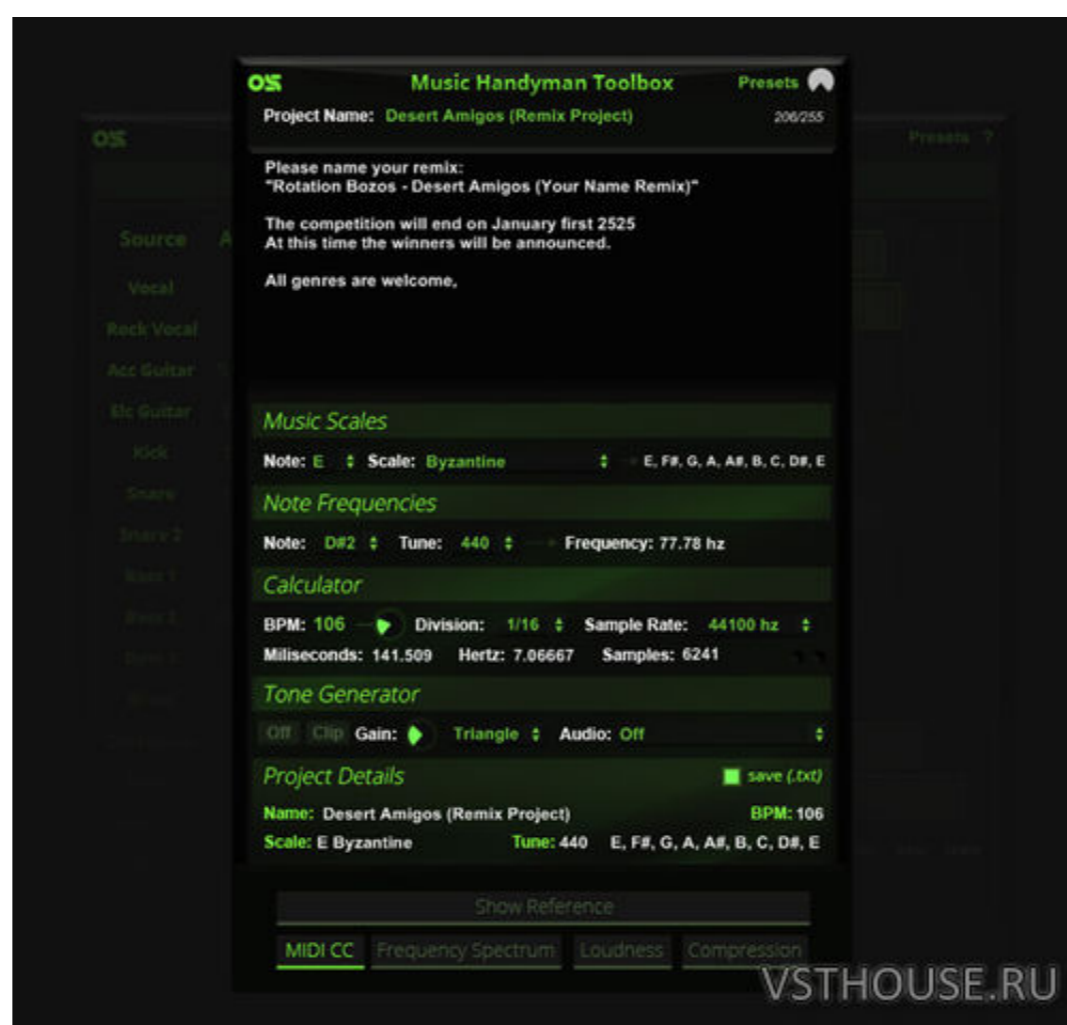 OS Music Handyman Toolbox Presets
Project Name: Desert Amigos (Remix Project) 206/255
OS Presets ?
Please name your remix:
"Rotation Bozos - Desert Amigos (Your Name Remix)"
The competition will end on January first 2525
At this time the winners will be announced.
All genres are welcome,
Source A
Vocal
Rock Vocal
Acc Guitar
Elc Guitar
Kick
Snare
Snare 2
Music Scales
Note: E Scale: Byzantine E, F#, G, A, A#, B, C, D#, E
Note Frequencies
Note: D#2 Tune: 440 Frequency: 77.78 hz
Calculator
BPM: 106 Division: 1/16 Sample Rate: 44100 hz
Miliseconds: 141.509 Hertz: 7.06667 Samples: 6241
Tone Generator
Off Clip Gain: Triangle Audio: Off
Project Details save (.txt)
Name: Desert Amigos (Remix Project) BPM: 106
Scale: E Byzantine Tune: 440 E, F#, G, A, A#, B, C, D#, E
Show Reference
MIDI CC Frequency Spectrum Loudness Compression
VSTHOUSE.RU